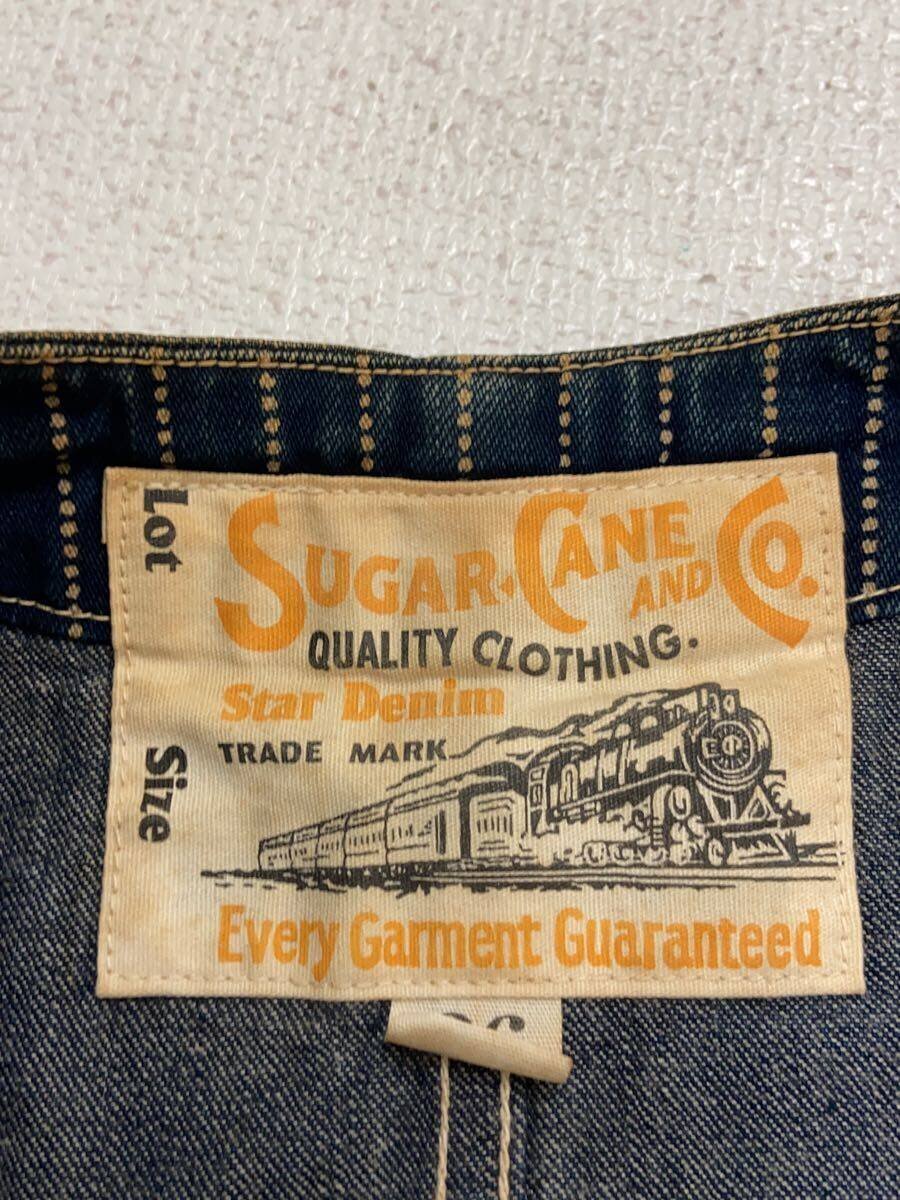 Lot
Size
SUGAR CANE AND CO.
QUALITY CLOTHING.
Star Denim
TRADE MARK
Every Garment Guaranteed